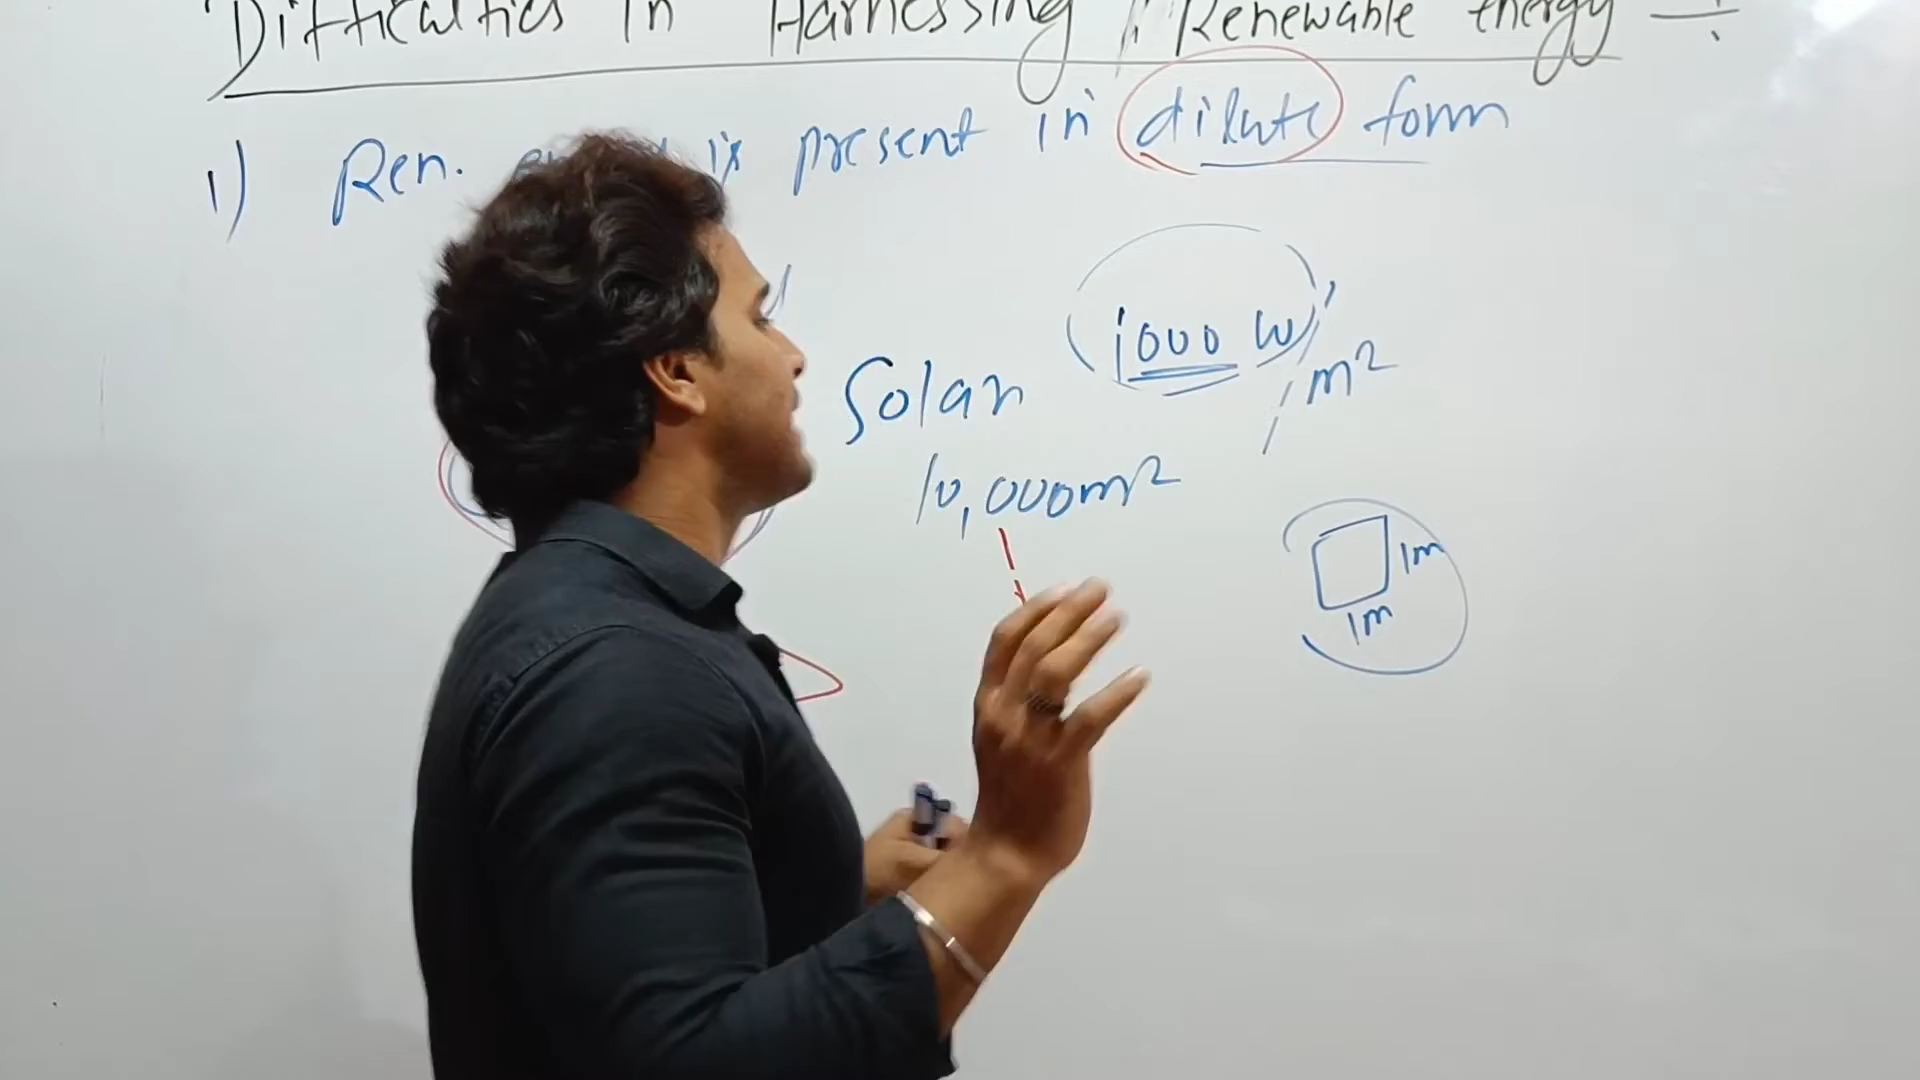 Difficulties in Harnessing Renewable energy ÷
1) Ren. is present in dilute form
1000 W/m2
Solar
10,000m2
1m
1m